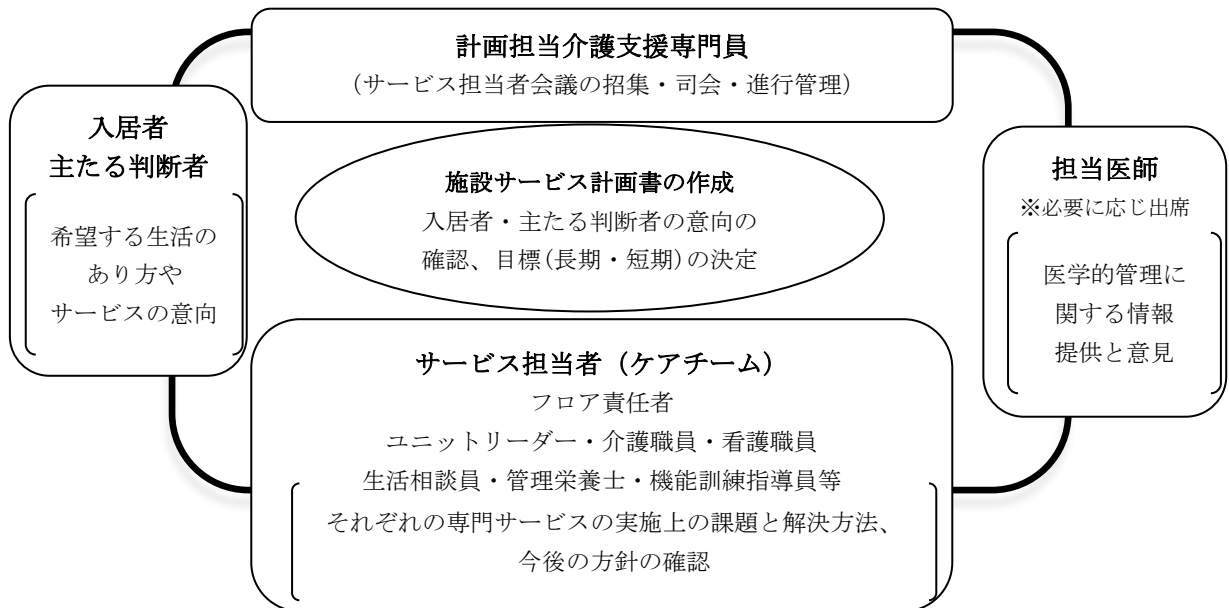 計画担当介護支援専門員
(サービス担当者会議の招集・司会・進行管理)
入居者
主たる判断者
希望する生活の
あり方や
サービスの意向
施設サービス計画書の作成
入居者・主たる判断者の意向の
確認、目標(長期・短期)の決定
担当医師
※必要に応じ出席
医学的管理に
関する情報
提供と意見
サービス担当者（ケアチーム）
フロア責任者
ユニットリーダー・介護職員・看護職員
生活相談員・管理栄養士・機能訓練指導員等
それぞれの専門サービスの実施上の課題と解決方法、
今後の方針の確認